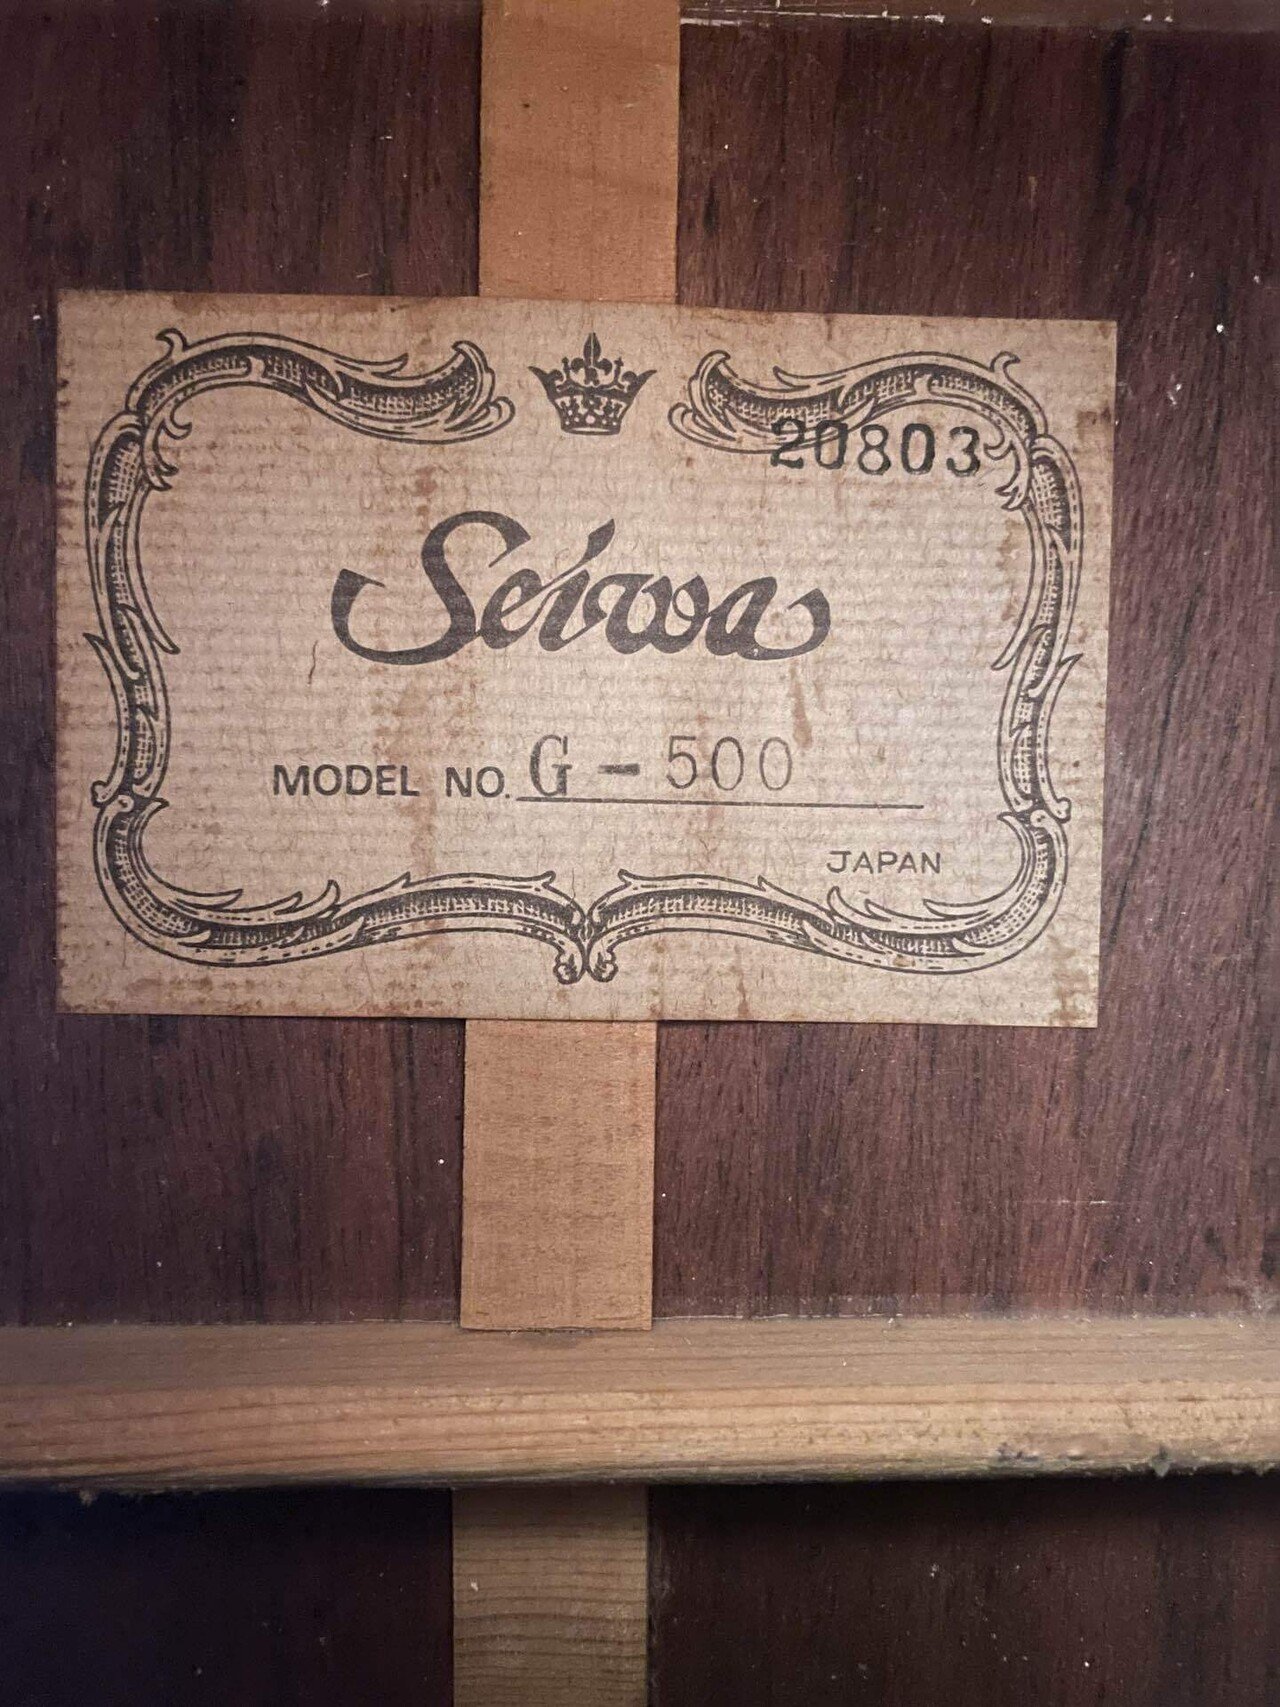 20803
Seiwa
MODEL NO. G-500
JAPAN